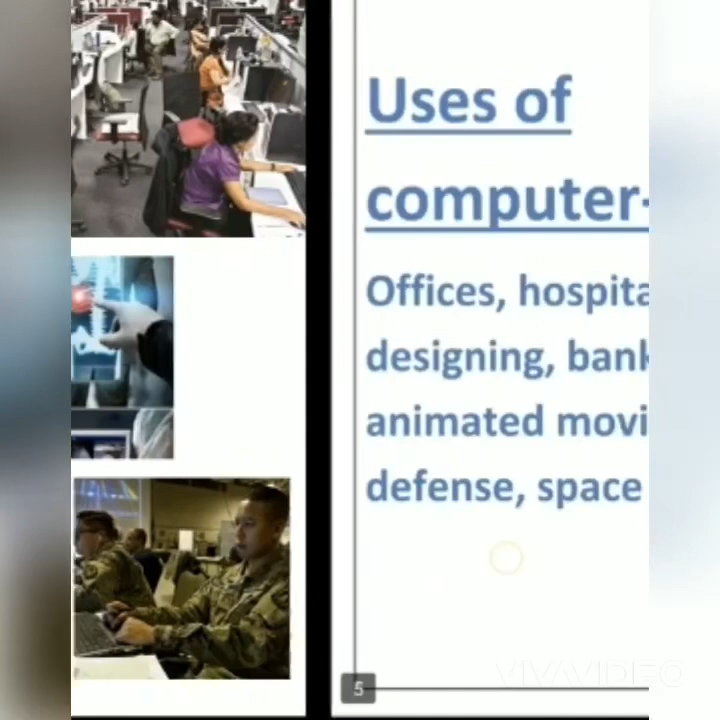 Uses of
computer-
Offices, hospita
designing, bank
animated movi
defense, space
5
VIVAVIDEO